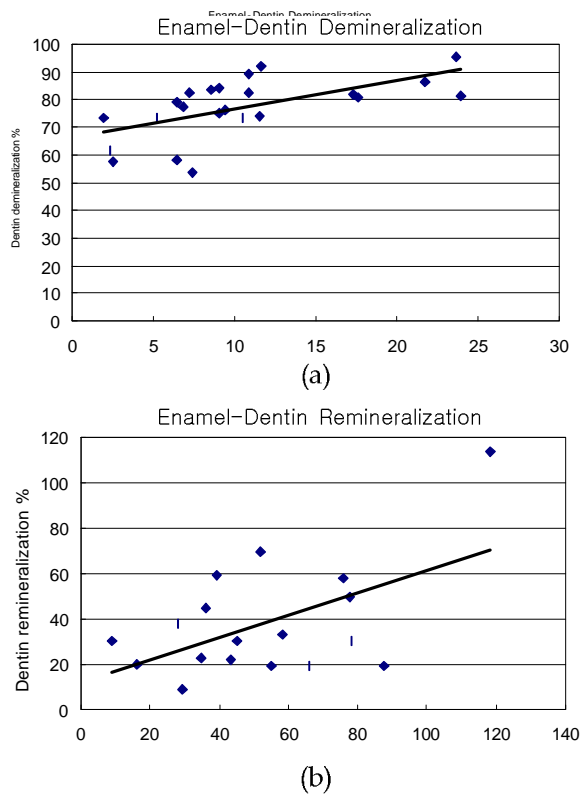 Enamel-Dentin Demineralization
Enamel-Dentin Demineralization
Dentin demineralization %
100
90
80
70
60
50
40
30
20
10
0
0 5 10 15 20 25 30
(a)
Enamel-Dentin Remineralization
Dentin remineralization %
120
100
80
60
40
20
0
0 20 40 60 80 100 120 140
(b)